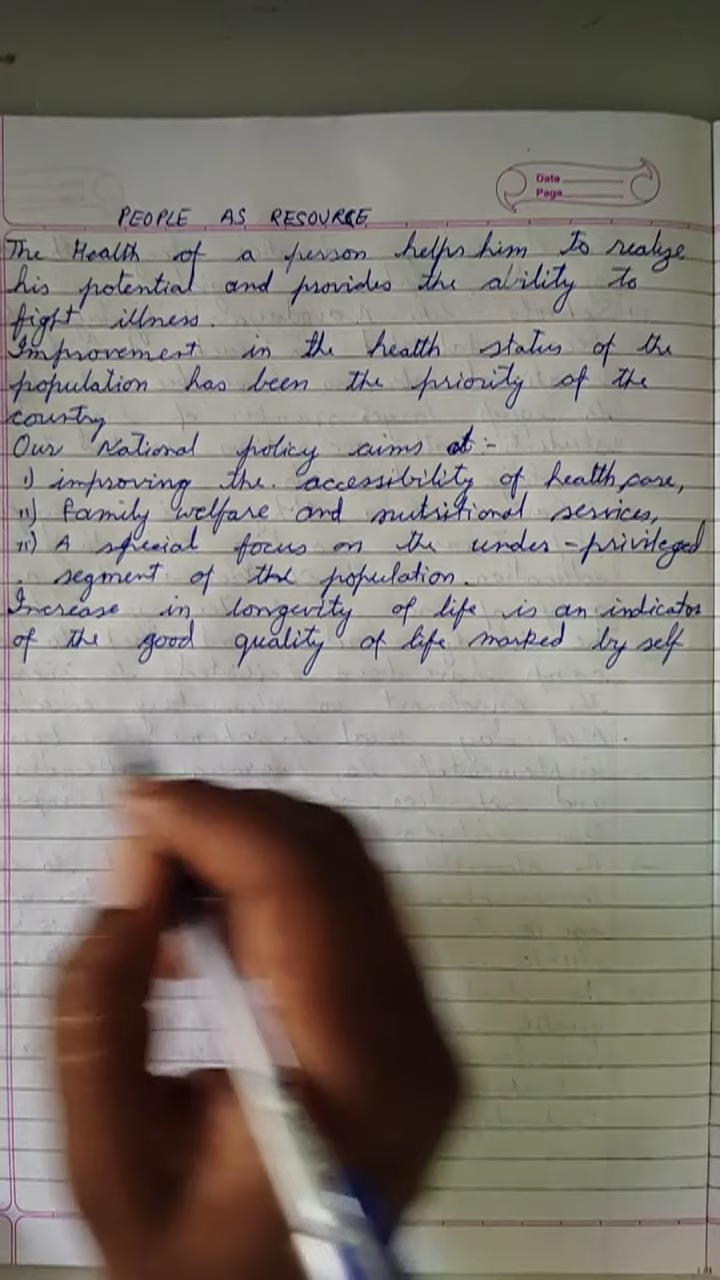 Date
Page
PEOPLE AS RESOURCE
The Health of a person helps him to realize
his potential and provides the ability to
fight illness.
Improvement in the health status of the
population has been the priority of the
country
Our National policy aims at :-
i) improving the accessibility of health care,
ii) family welfare and nutritional services,
iii) A special focus on the under-privileged
segment of the population.
Increase in longevity of life is an indicator
of the good quality of life marked by self